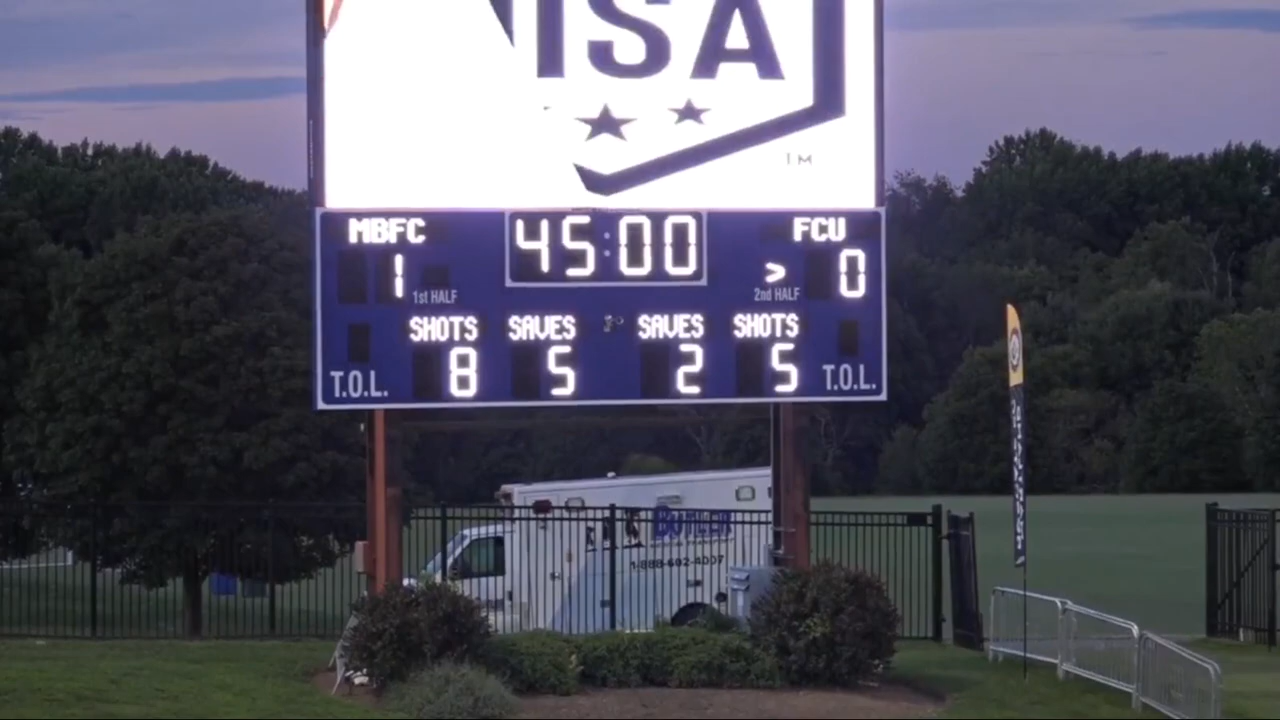 ISA
TM
MBFC 45:00 FCU
1 > 0
1st HALF 2nd HALF
SHOTS SAVES SAVES SHOTS
8 5 2 5
T.O.L. T.O.L.
BUTLER
1-888-602-4007